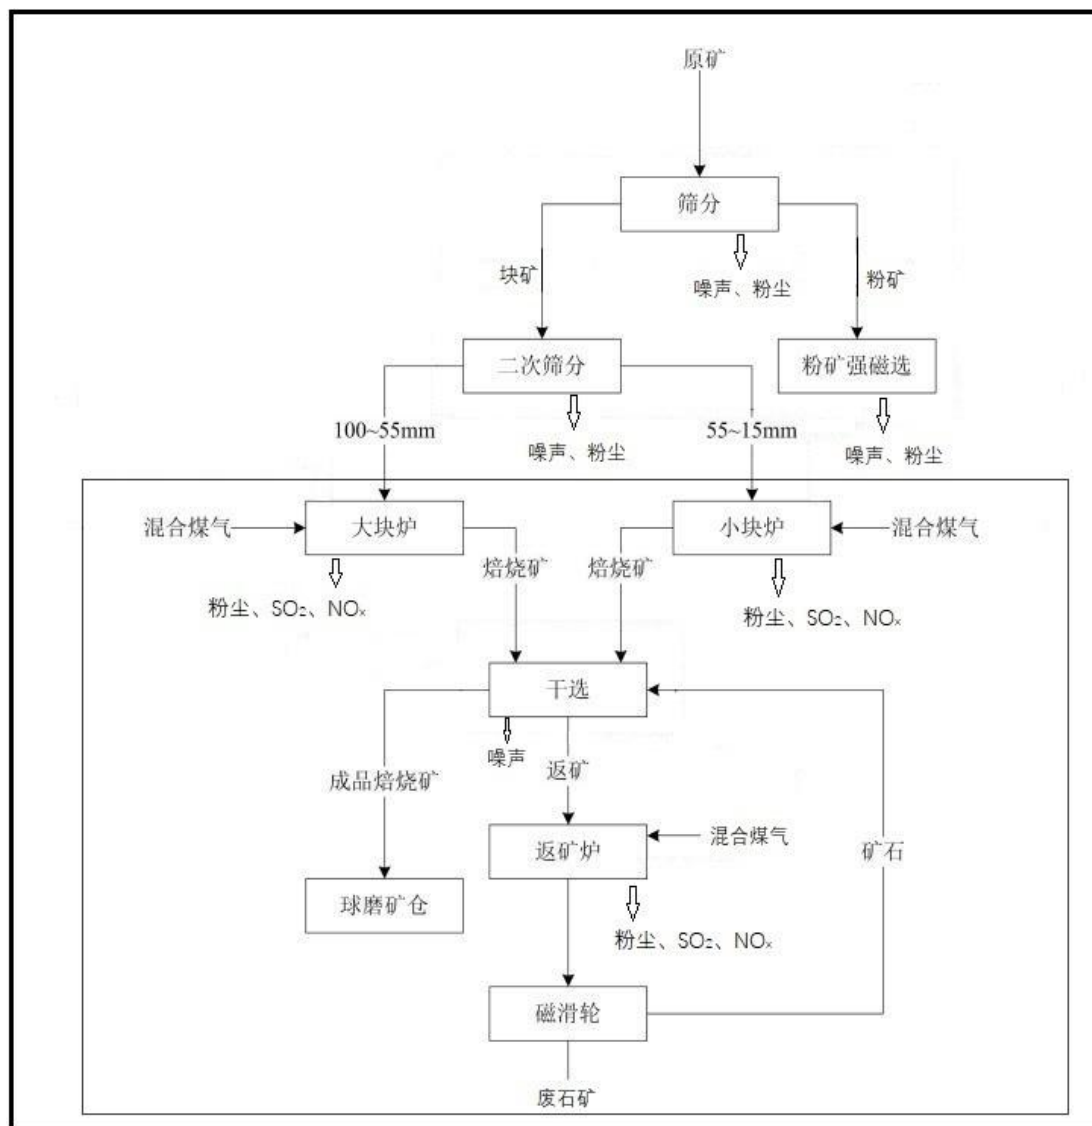 原矿
筛分
块矿
噪声、粉尘
粉矿
二次筛分
粉矿强磁选
100~55mm
噪声、粉尘
55~15mm
噪声、粉尘
混合煤气
大块炉
焙烧矿
焙烧矿
小块炉
混合煤气
粉尘、SO₂、NOₓ
粉尘、SO₂、NOₓ
干选
噪声
成品焙烧矿
返矿
返矿炉
混合煤气
矿石
球磨矿仓
粉尘、SO₂、NOₓ
磁滑轮
废石矿